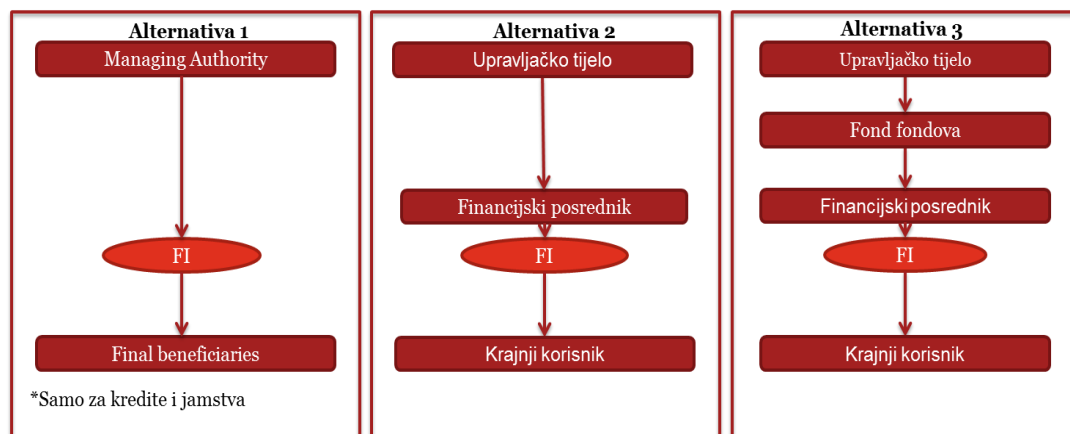 Alternativa 1
Managing Authority
FI
Final beneficiaries
*Samo za kredite i jamstva
Alternativa 2
Upravljačko tijelo
Financijski posrednik
FI
Krajnji korisnik
Alternativa 3
Upravljačko tijelo
Fond fondova
Financijski posrednik
FI
Krajnji korisnik